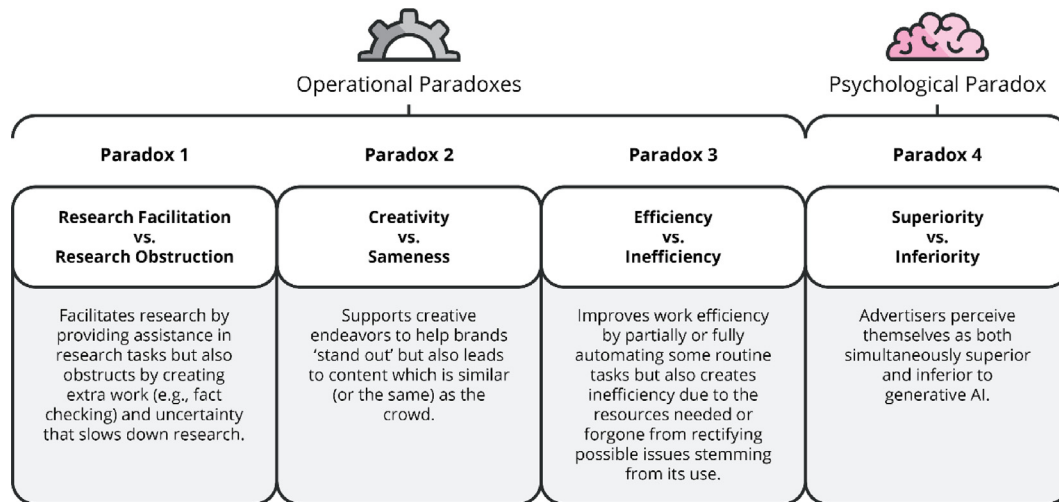 Operational Paradoxes
Psychological Paradox
Paradox 1
Paradox 2
Paradox 3
Paradox 4
Research Facilitation
vs.
Research Obstruction
Creativity
vs.
Sameness
Efficiency
vs.
Inefficiency
Superiority
vs.
Inferiority
Facilitates research by
providing assistance in
research tasks but also
obstructs by creating
extra work (e.g., fact
checking) and uncertainty
that slows down research.
Supports creative
endeavors to help brands
‘stand out’ but also leads
to content which is similar
(or the same) as the
crowd.
Improves work efficiency
by partially or fully
automating some routine
tasks but also creates
inefficiency due to the
resources needed or
forgone from rectifying
possible issues stemming
from its use.
Advertisers perceive
themselves as both
simultaneously superior
and inferior to
generative AI.